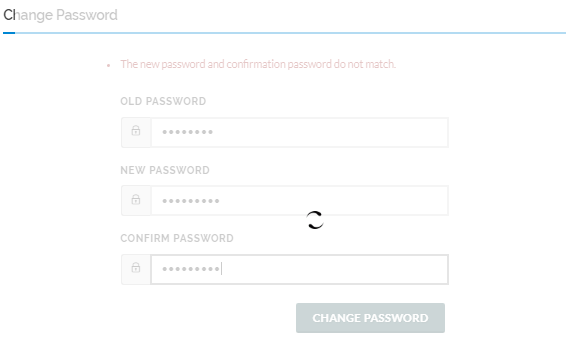 Change Password
The new password and confirmation password do not match.
OLD PASSWORD
••••••••
NEW PASSWORD
•••••••••
CONFIRM PASSWORD
•••••••••
CHANGE PASSWORD